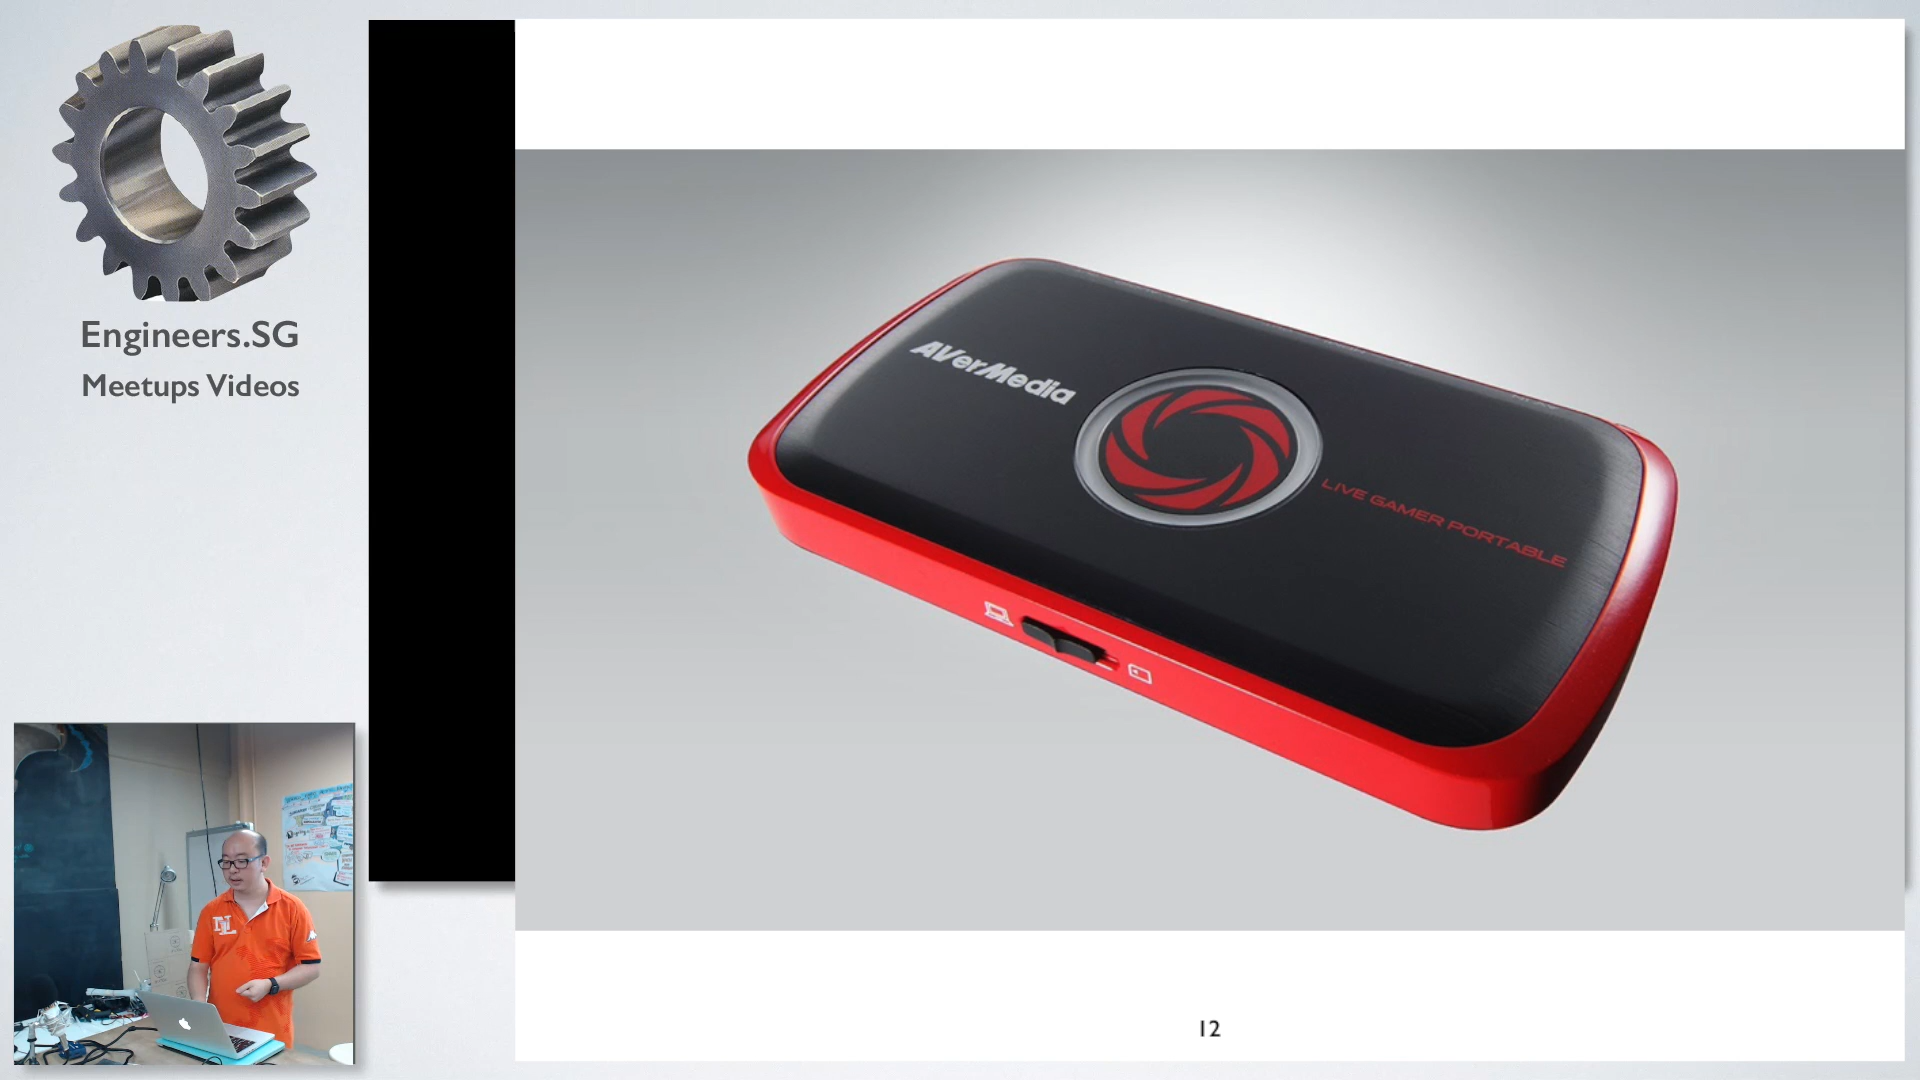 Engineers.SG
Meetups Videos
AVerMedia
LIVE GAMER PORTABLE
12